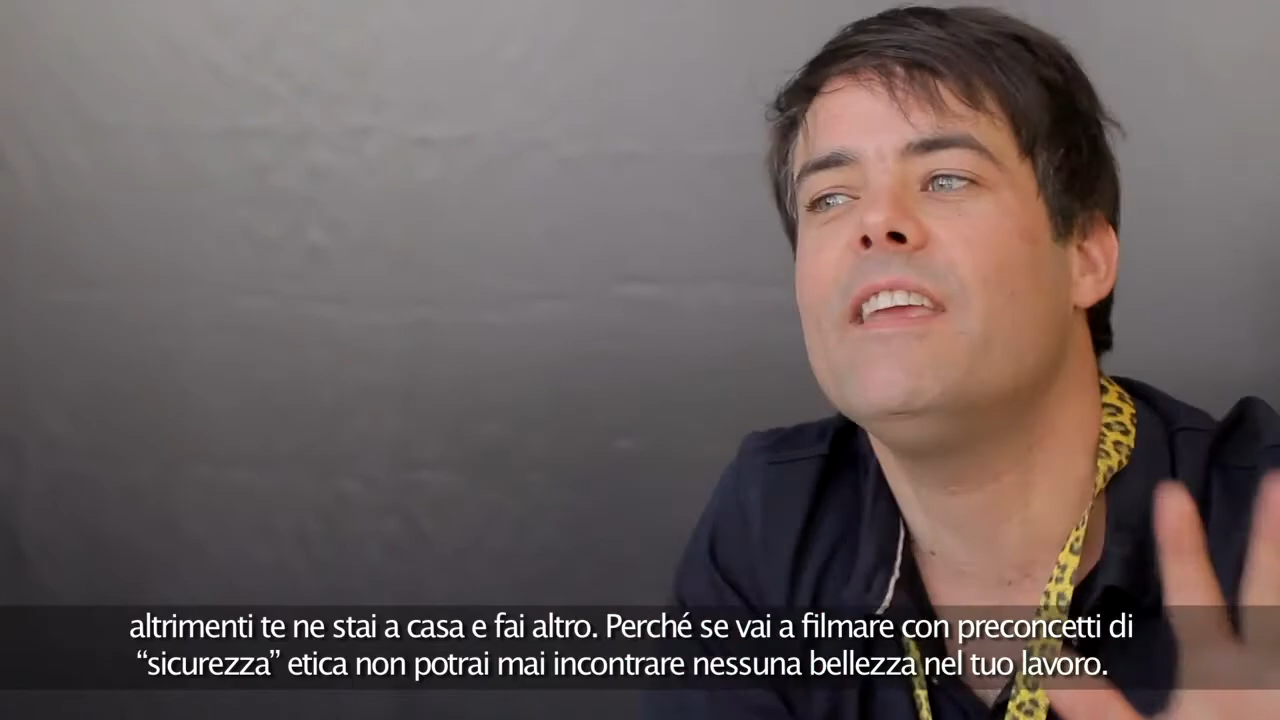 altrimenti te ne stai a casa e fai altro. Perché se vai a filmare con preconcetti di
“sicurezza” etica non potrai mai incontrare nessuna bellezza nel tuo lavoro.